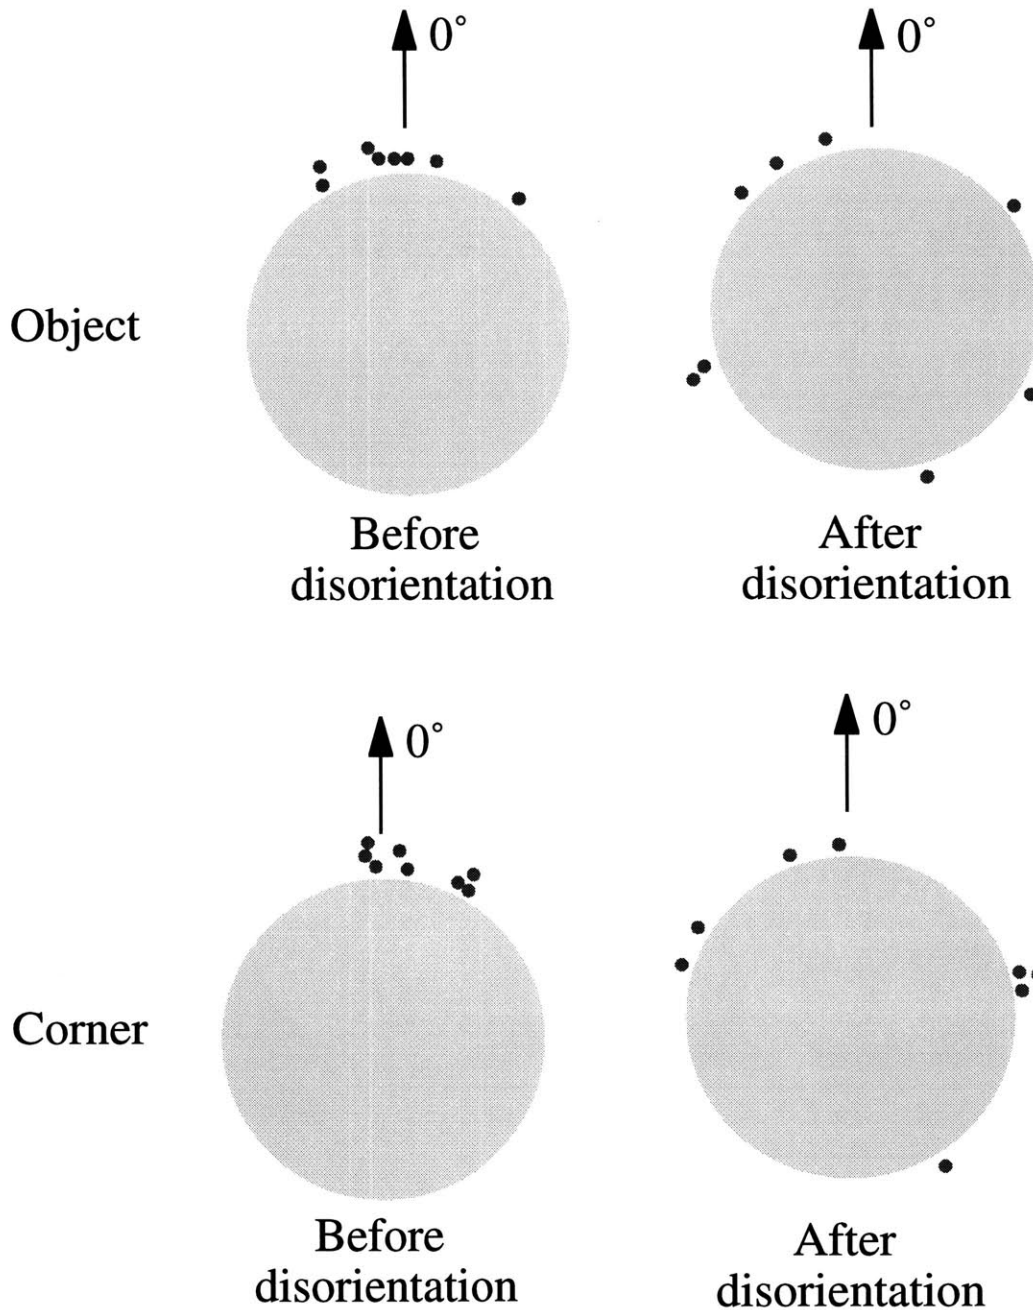 0°
0°
Object
Before
disorientation
After
disorientation
0°
0°
Corner
Before
disorientation
After
disorientation